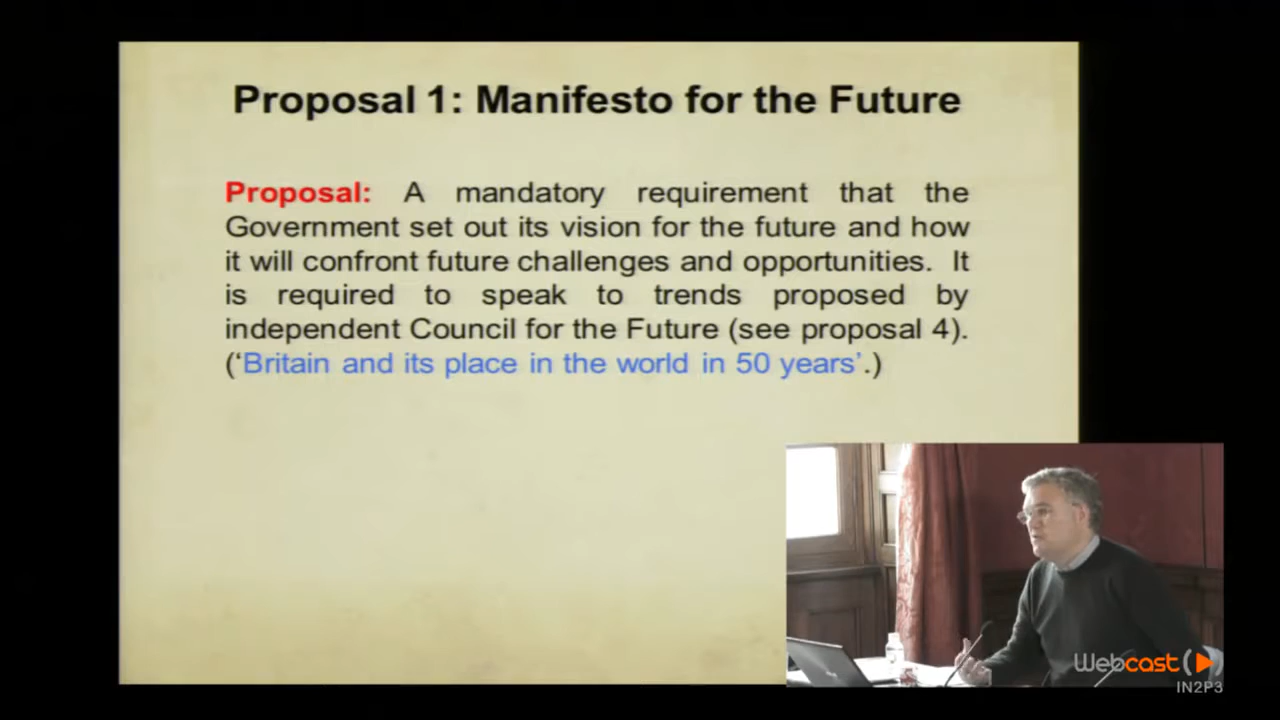 Proposal 1: Manifesto for the Future
Proposal: A mandatory requirement that the
Government set out its vision for the future and how
it will confront future challenges and opportunities. It
is required to speak to trends proposed by
independent Council for the Future (see proposal 4).
(‘Britain and its place in the world in 50 years’.)
Webcast
IN2P3